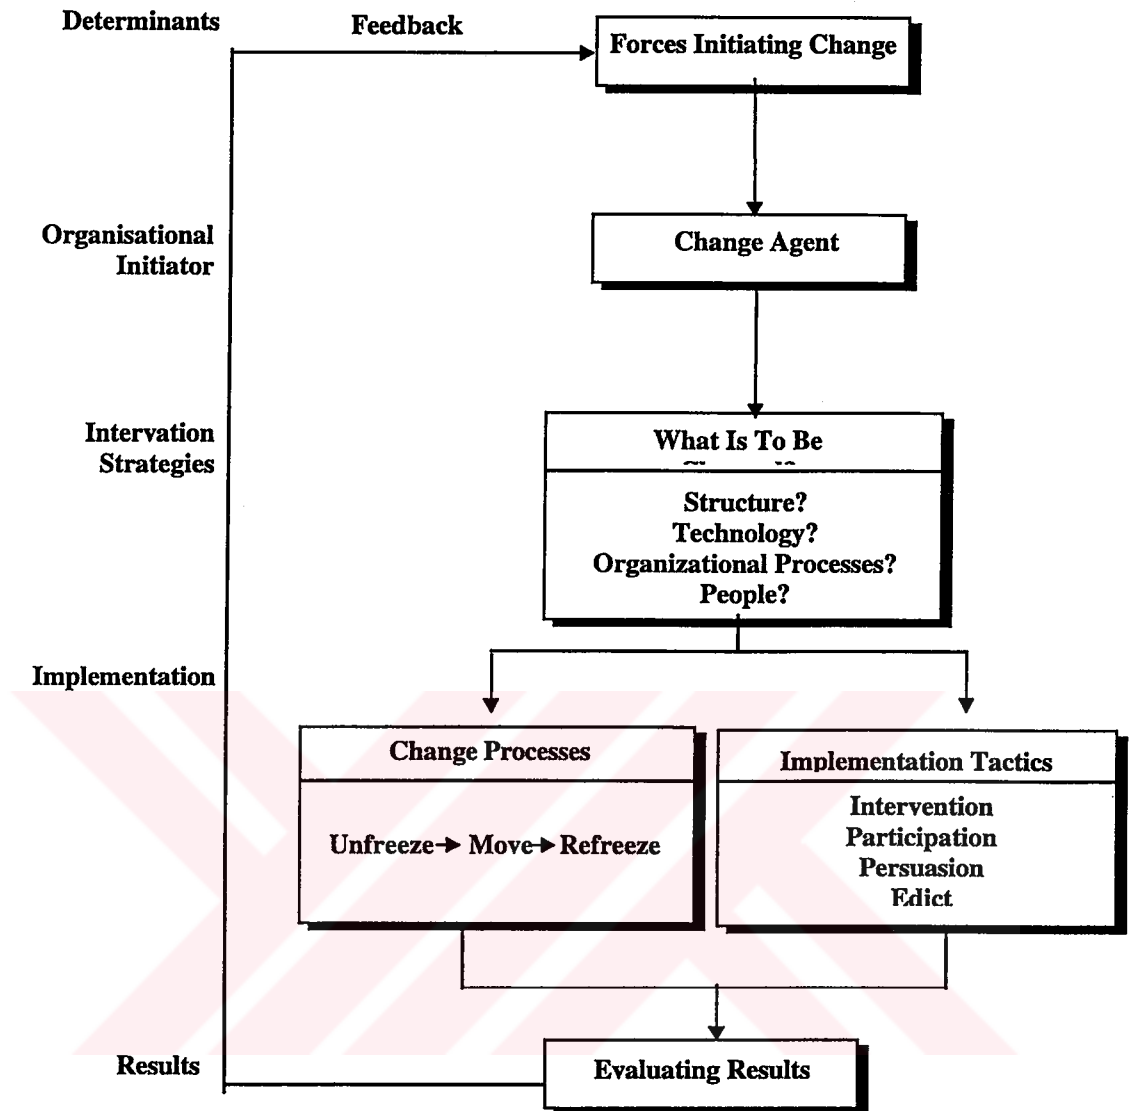 Determinants
Feedback
Forces Initiating Change
Organisational
Initiator
Change Agent
Intervation
Strategies
What Is To Be
Structure?
Technology?
Organizational Processes?
People?
Implementation
Change Processes
Unfreeze→ Move→ Refreeze
Implementation Tactics
Intervention
Participation
Persuasion
Edict
Results
Evaluating Results